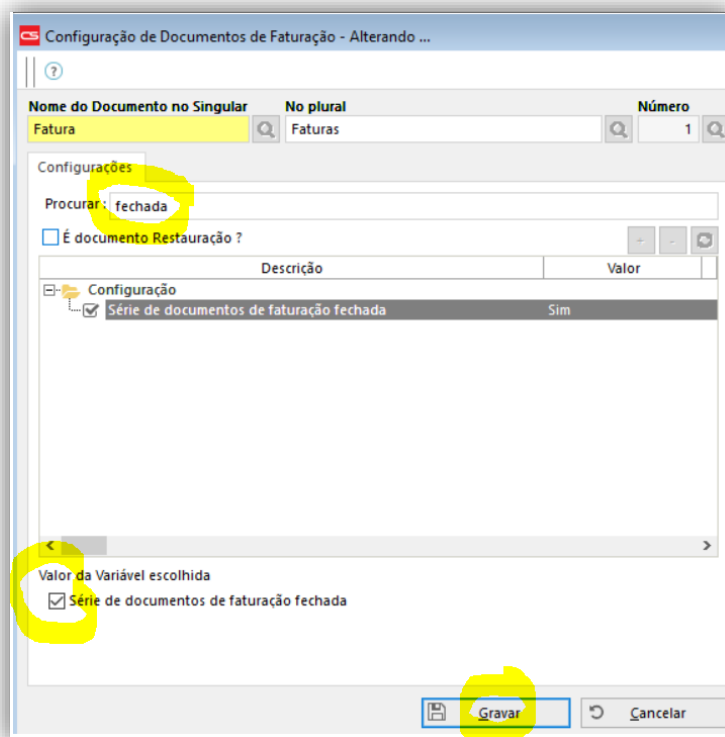 CS Configuração de Documentos de Faturação - Alterando ...
?
Nome do Documento no Singular No plural Número
Fatura Faturas 1
Configurações
Procurar : fechada
É documento Restauração ?
+ -
Descrição Valor
Configuração
Série de documentos de faturação fechada Sim
Valor da Variável escolhida
Série de documentos de faturação fechada
Gravar Cancelar